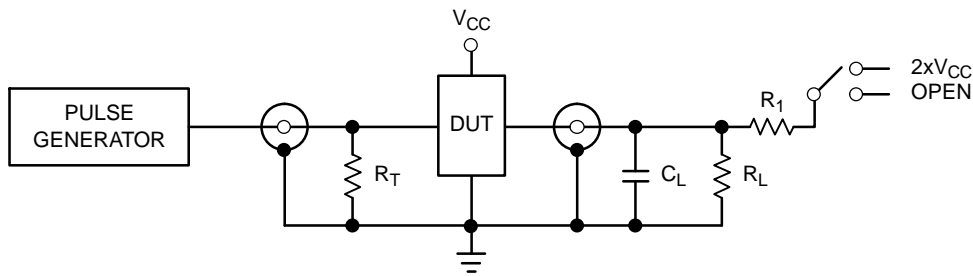 V_CC
2xV_CC
OPEN
PULSE
GENERATOR
R_T
DUT
C_L
R_L
R_1